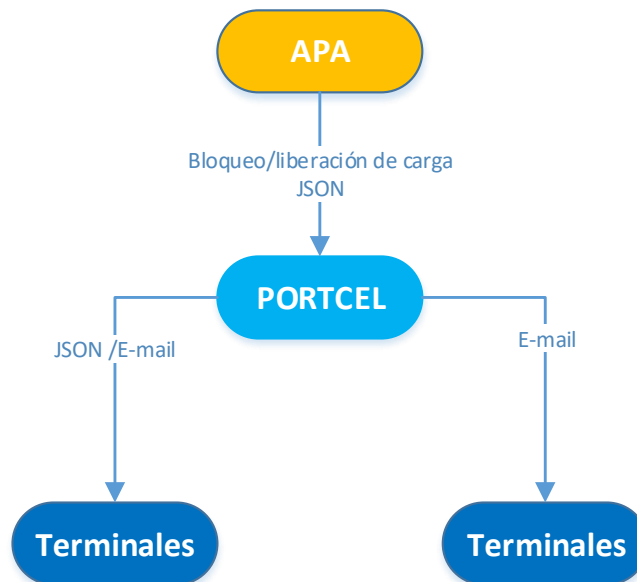 APA
Bloqueo/liberación de carga
JSON
PORTCEL
JSON /E-mail
E-mail
Terminales
Terminales